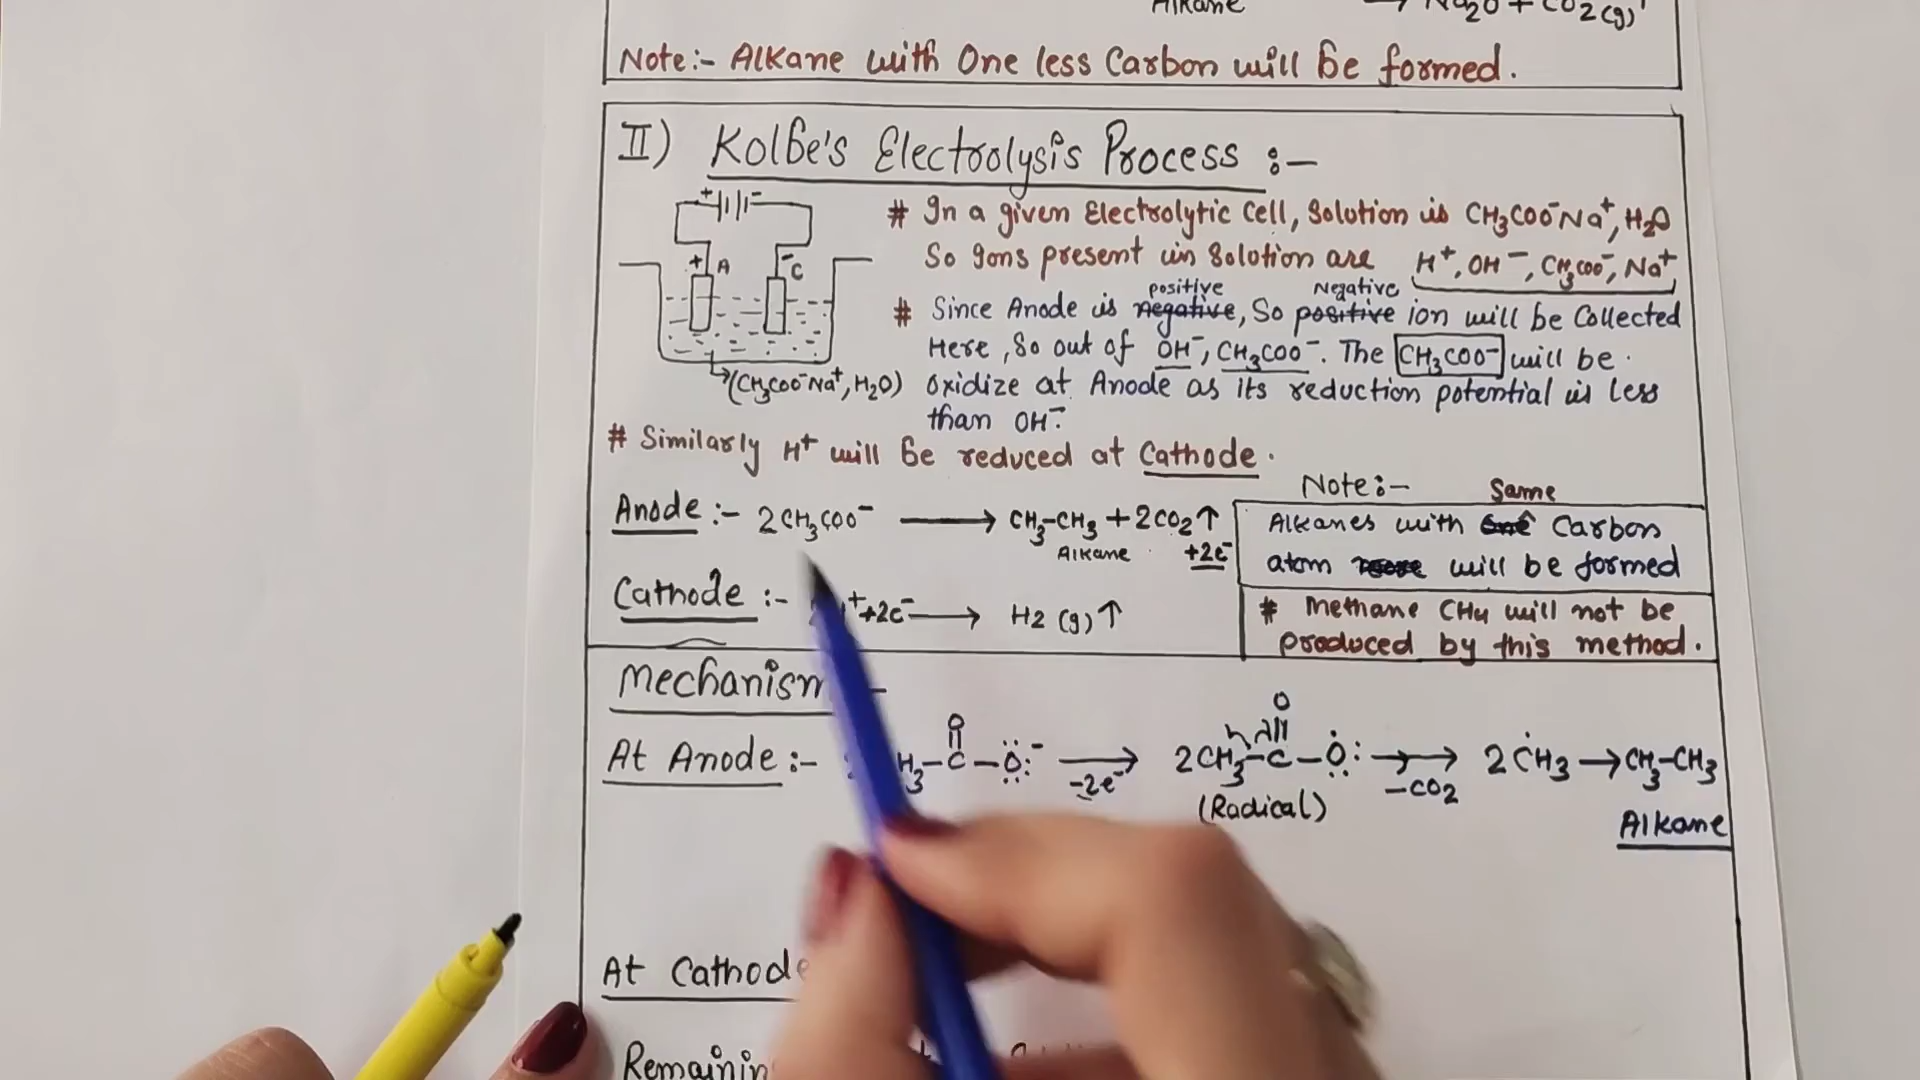 Alkane → Na2O + CO2(g)
Note:- Alkane with One less Carbon will be formed.
II) Kolbe's Electrolysis Process :-
# In a given Electrolytic Cell, Solution is CH3COO⁻Na⁺, H2O
So Ions present in Solution are H⁺, OH⁻, CH3COO⁻, Na⁺
+ A - C
positive Negative
# Since Anode is negative, So positive ion will be Collected
Here, So out of OH⁻, CH3COO⁻. The CH3COO⁻ will be
(CH3COO⁻Na⁺, H2O)
Oxidize at Anode as its reduction potential is less
than OH⁻.
# Similarly H⁺ will be reduced at Cathode.
Note:- Same
Anode :- 2CH3COO⁻ → CH3-CH3 + 2CO2↑
Alkane +2e⁻
Alkanes with one Carbon
atom more will be formed
Cathode :- +2e⁻ → H2 (g)↑
# Methane CH4 will not be
produced by this method.
Mechanism
At Anode :- H3-C-O:⁻ → 2CH3-C-O: → 2ĊH3 → CH3-CH3
O O
-2e⁻ -CO2
(Radical)
Alkane
At Cathode